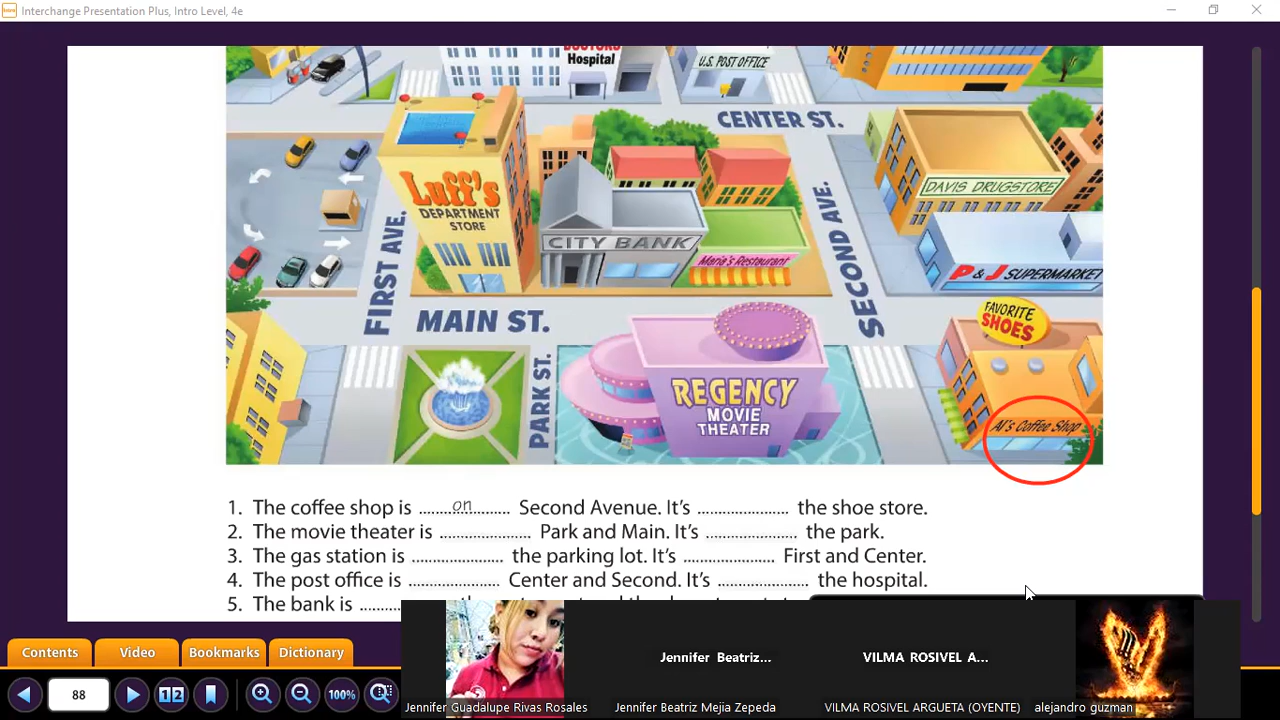 Interchange Presentation Plus, Intro Level, 4e
Hospital
U.S. POST OFFICE
CENTER ST.
Luff's
DEPARTMENT
STORE
CITY BANK
Maria's Restaurant
DAVIS DRUGSTORE
P & J SUPERMARKET
FIRST AVE.
SECOND AVE.
MAIN ST.
FAVORITE
SHOES
PARK ST.
REGENCY
MOVIE
THEATER
Al's Coffee Shop
1. The coffee shop is ........on.......... Second Avenue. It's .................... the shoe store.
2. The movie theater is .................... Park and Main. It's .................... the park.
3. The gas station is .................... the parking lot. It's .................... First and Center.
4. The post office is .................... Center and Second. It's .................... the hospital.
5. The bank is .........
Contents
Video
Bookmarks
Dictionary
88
1 2
100%
Jennifer Beatriz...
VILMA ROSIVEL A...
Jennifer Guadalupe Rivas Rosales
Jennifer Beatriz Mejia Zepeda
VILMA ROSIVEL ARGUETA (OYENTE)
alejandro guzman